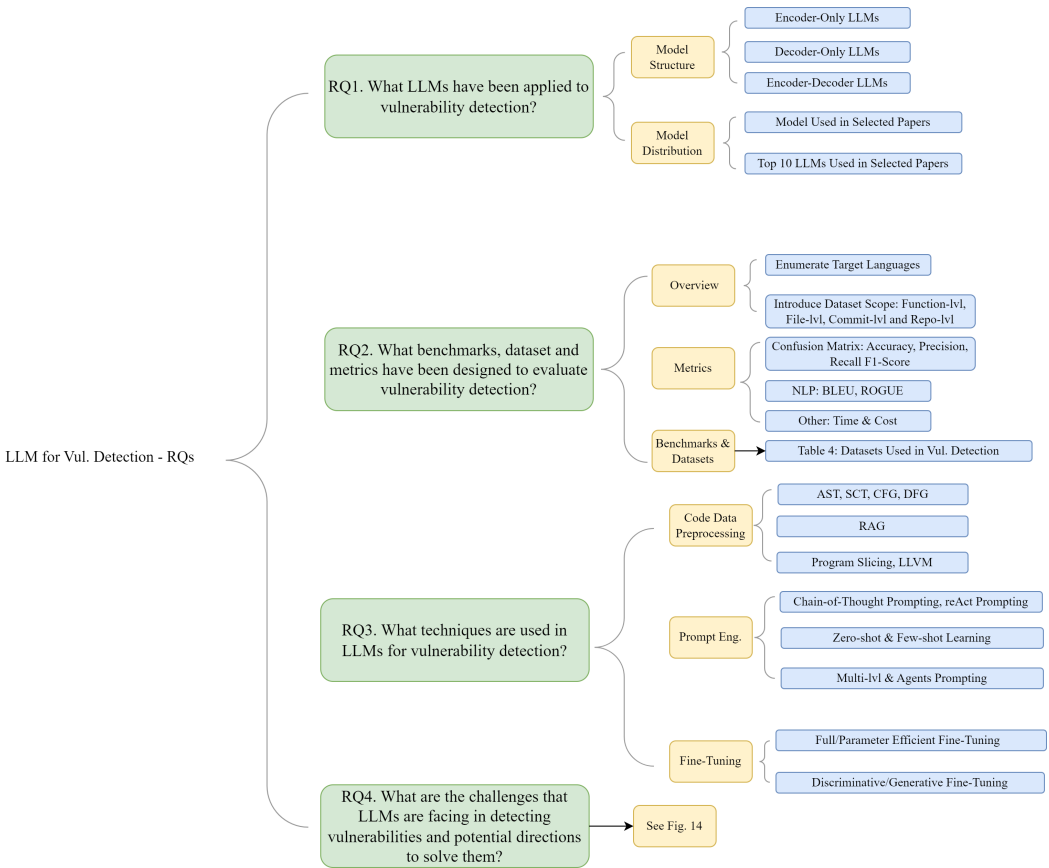 LLM for Vul. Detection - RQs
RQ1. What LLMs have been applied to
vulnerability detection?
Model
Structure
Encoder-Only LLMs
Decoder-Only LLMs
Encoder-Decoder LLMs
Model
Distribution
Model Used in Selected Papers
Top 10 LLMs Used in Selected Papers
RQ2. What benchmarks, dataset and
metrics have been designed to evaluate
vulnerability detection?
Overview
Enumerate Target Languages
Introduce Dataset Scope: Function-lvl,
File-lvl, Commit-lvl and Repo-lvl
Metrics
Confusion Matrix: Accuracy, Precision,
Recall F1-Score
NLP: BLEU, ROGUE
Other: Time & Cost
Benchmarks &
Datasets
Table 4: Datasets Used in Vul. Detection
RQ3. What techniques are used in
LLMs for vulnerability detection?
Code Data
Preprocessing
AST, SCT, CFG, DFG
RAG
Program Slicing, LLVM
Prompt Eng.
Chain-of-Thought Prompting, reAct Prompting
Zero-shot & Few-shot Learning
Multi-lvl & Agents Prompting
Fine-Tuning
Full/Parameter Efficient Fine-Tuning
Discriminative/Generative Fine-Tuning
RQ4. What are the challenges that
LLMs are facing in detecting
vulnerabilities and potential directions
to solve them?
See Fig. 14